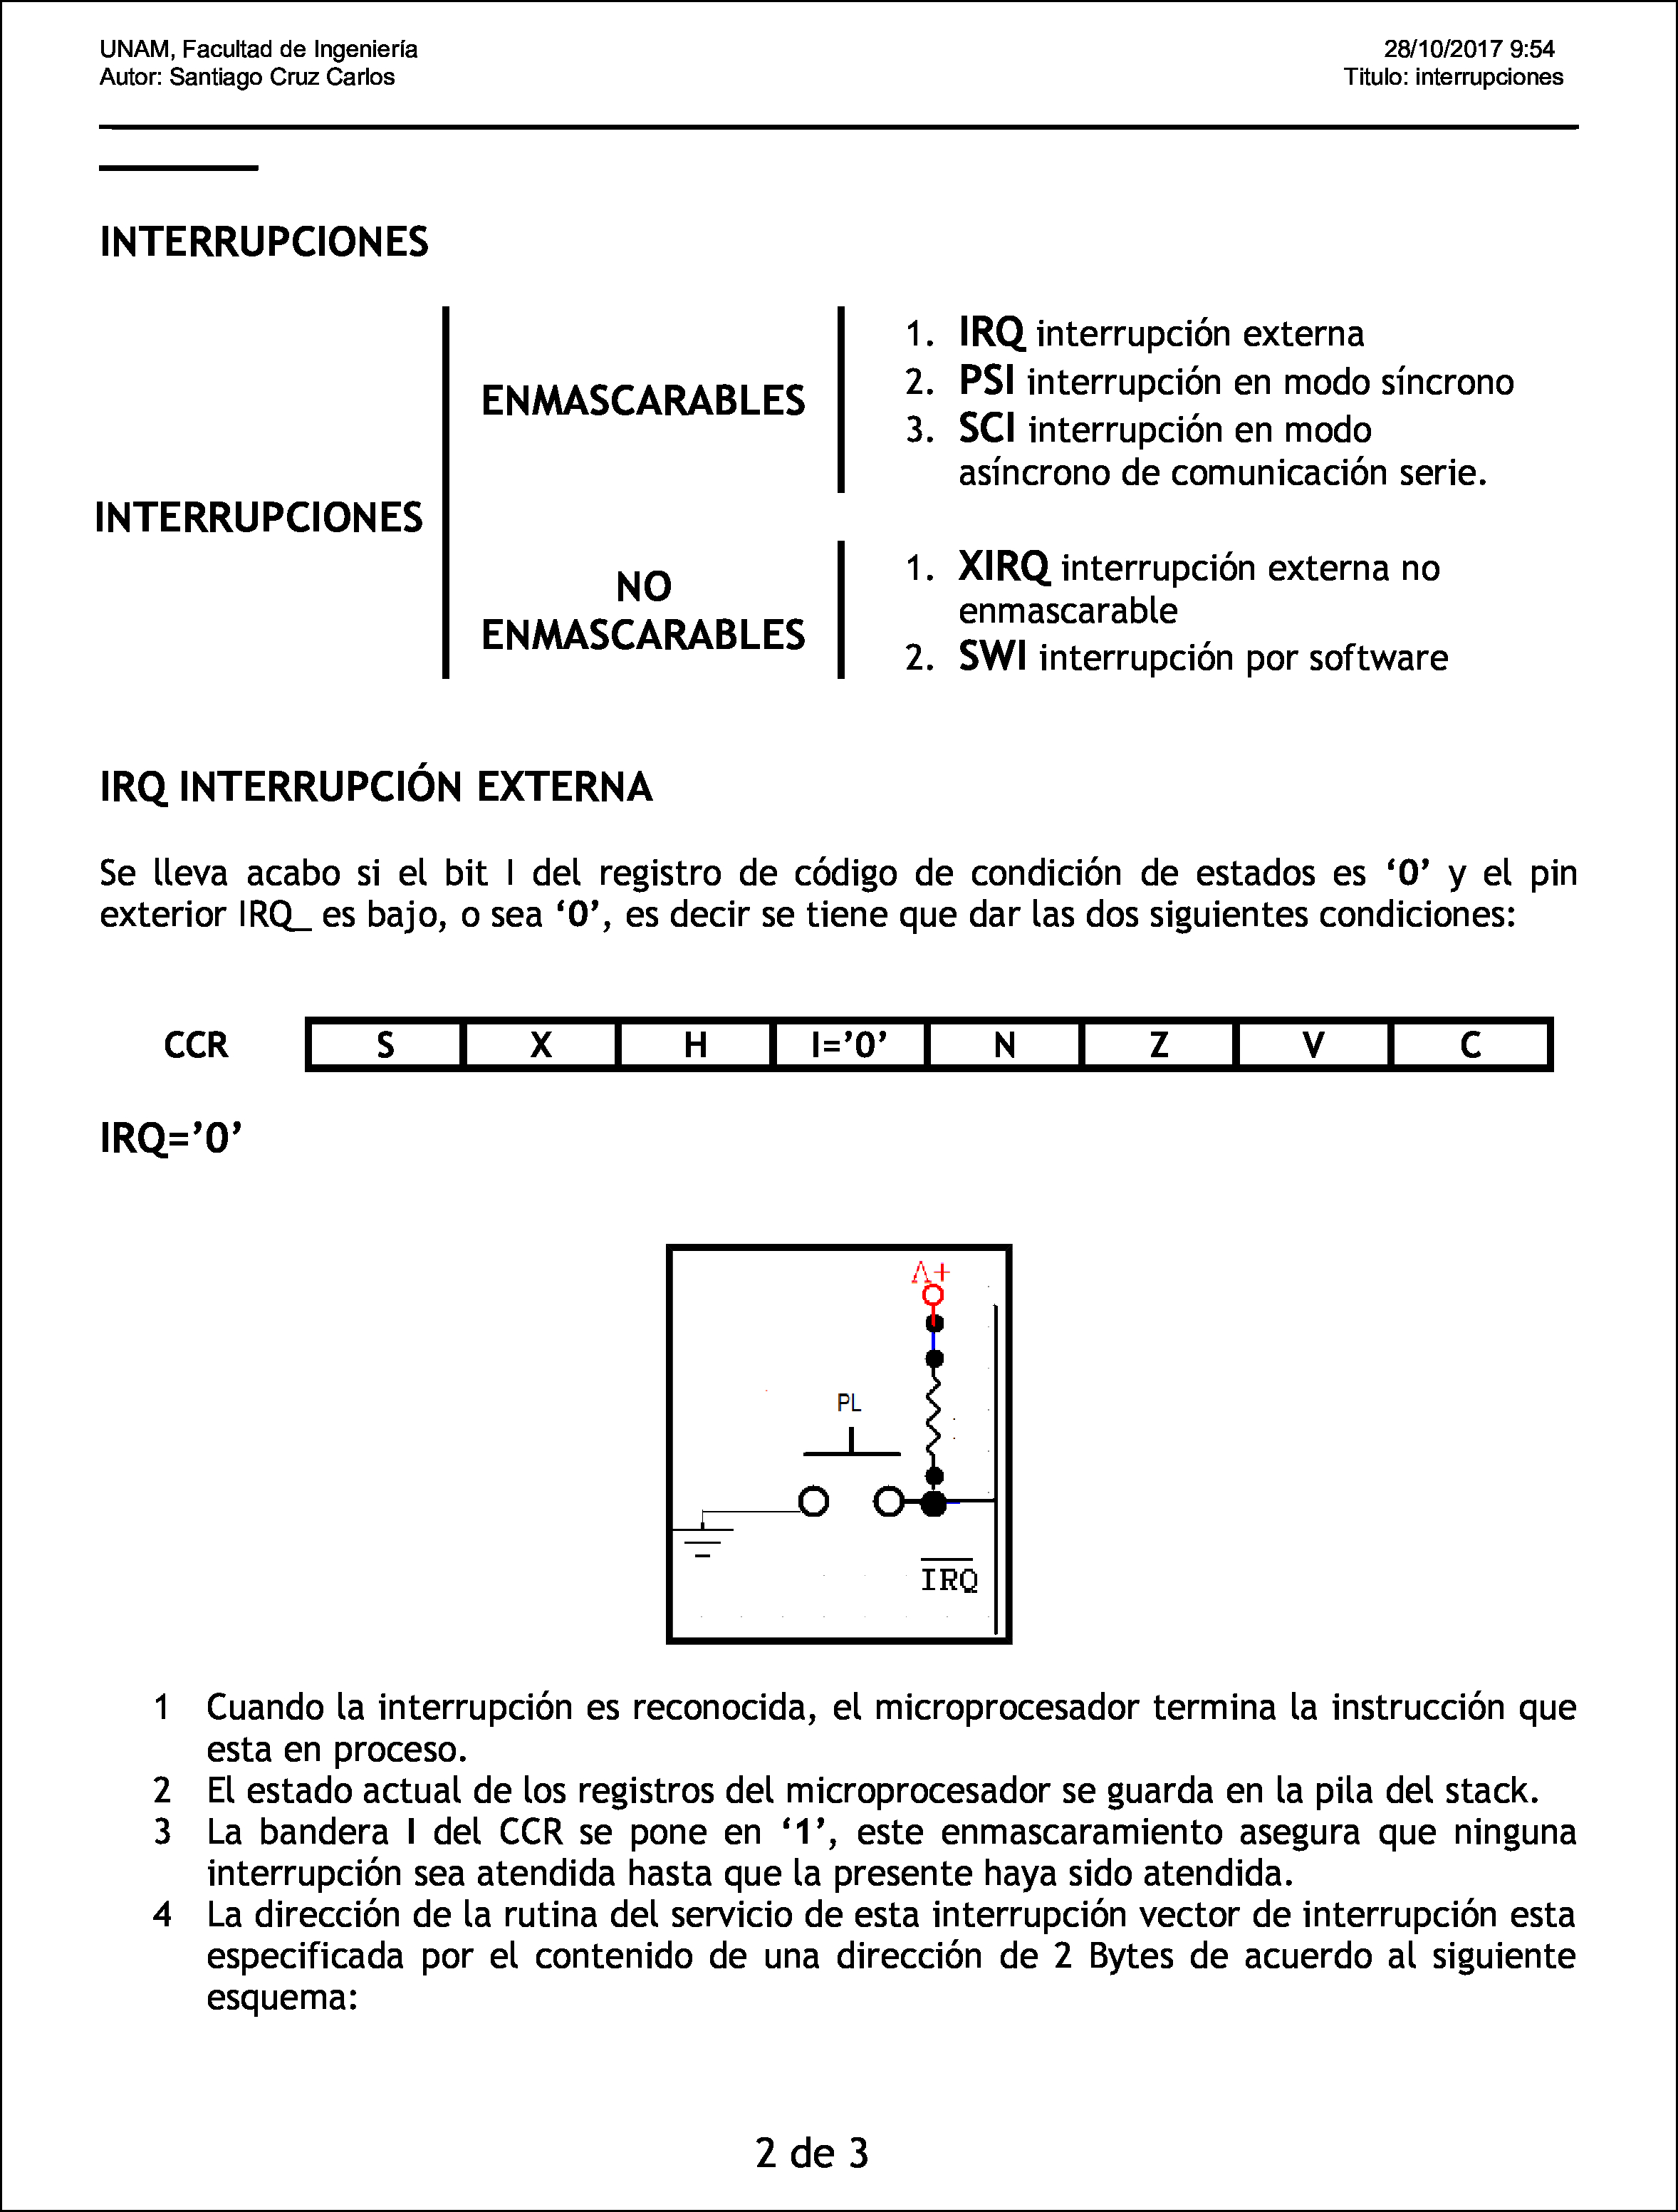 UNAM, Facultad de Ingeniería 28/10/2017 9:54
Autor: Santiago Cruz Carlos Titulo: interrupciones
INTERRUPCIONES
INTERRUPCIONES
ENMASCARABLES
1. IRQ interrupción externa
2. PSI interrupción en modo síncrono
3. SCI interrupción en modo
asíncrono de comunicación serie.
NO
ENMASCARABLES
1. XIRQ interrupción externa no
enmascarable
2. SWI interrupción por software
IRQ INTERRUPCIÓN EXTERNA
Se lleva acabo si el bit I del registro de código de condición de estados es ‘0’ y el pin
exterior IRQ_ es bajo, o sea ‘0’, es decir se tiene que dar las dos siguientes condiciones:
CCR S X H I=’0’ N Z V C
IRQ=’0’
V+
PL
IRQ
1 Cuando la interrupción es reconocida, el microprocesador termina la instrucción que
esta en proceso.
2 El estado actual de los registros del microprocesador se guarda en la pila del stack.
3 La bandera I del CCR se pone en ‘1’, este enmascaramiento asegura que ninguna
interrupción sea atendida hasta que la presente haya sido atendida.
4 La dirección de la rutina del servicio de esta interrupción vector de interrupción esta
especificada por el contenido de una dirección de 2 Bytes de acuerdo al siguiente
esquema:
2 de 3